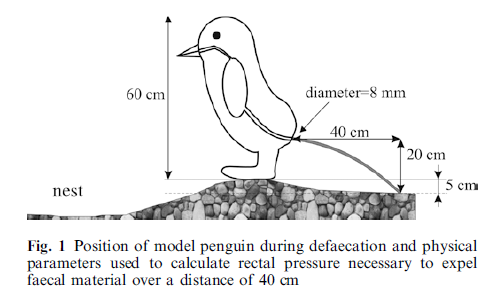 diameter=8 mm
60 cm
40 cm
20 cm
5 cm
nest
Fig. 1 Position of model penguin during defaecation and physical
parameters used to calculate rectal pressure necessary to expel
faecal material over a distance of 40 cm